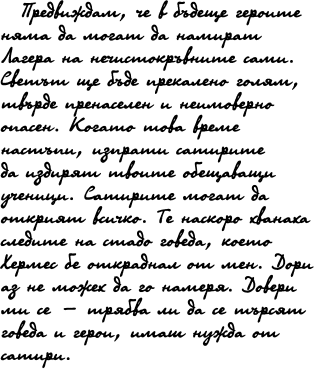 Предвиждам, че в бъдеще героите
няма да могат да намират
Лагера на нечистокръвните сами.
Светът ще бъде прекалено голям,
твърде пренаселен и неимоверно
опасен. Когато това време
настъпи, изпрати сатирите
да издирят твоите обещаващи
ученици. Сатирите могат да
открият всичко. Те наскоро хванаха
следите на стадо говеда, което
Хермес бе откраднал от мен. Дори
аз не можех да го намеря. Довери
ми се – трябва ли да се търсят
говеда и герои, имаш нужда от
сатири.